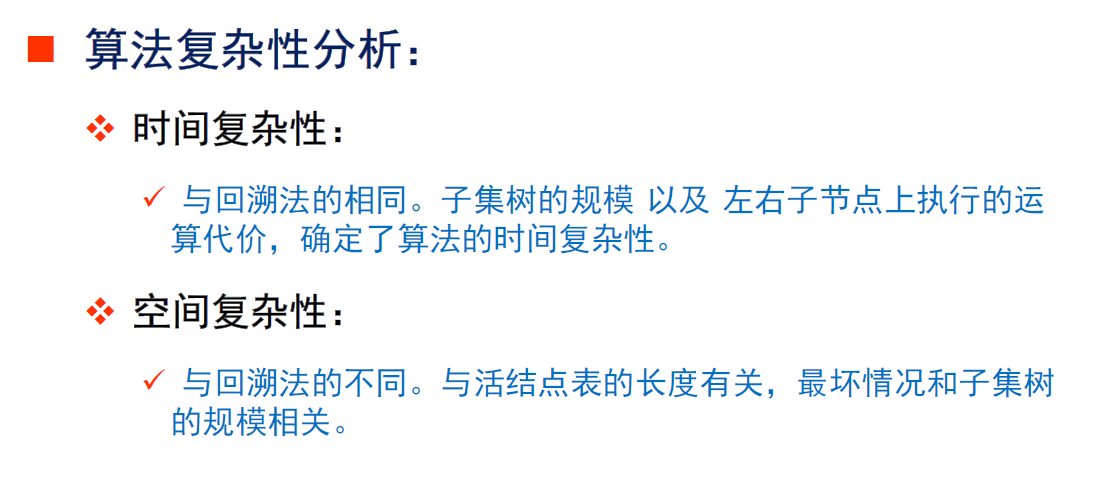 算法复杂性分析：
时间复杂性：
与回溯法的相同。子集树的规模 以及 左右子节点上执行的运
算代价，确定了算法的时间复杂性。
空间复杂性：
与回溯法的不同。与活结点表的长度有关，最坏情况和子集树
的规模相关。